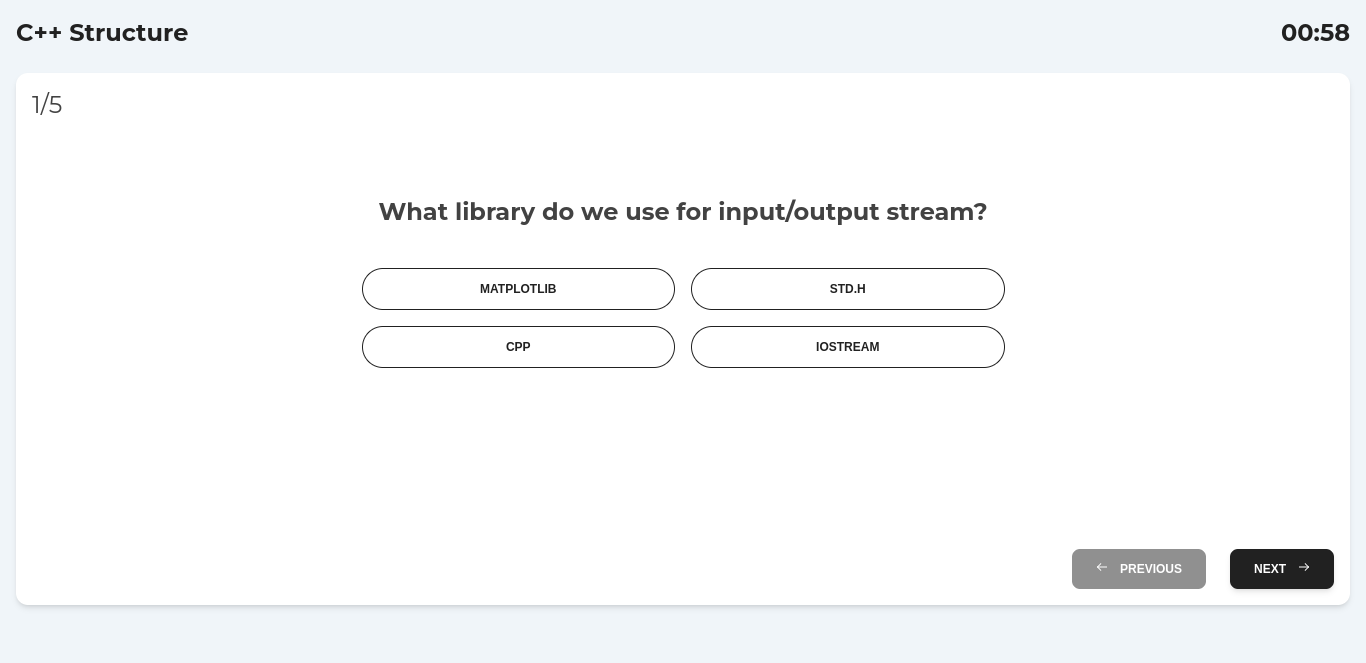 C++ Structure
00:58
1/5
What library do we use for input/output stream?
MATPLOTLIB
STD.H
CPP
IOSTREAM
PREVIOUS
NEXT